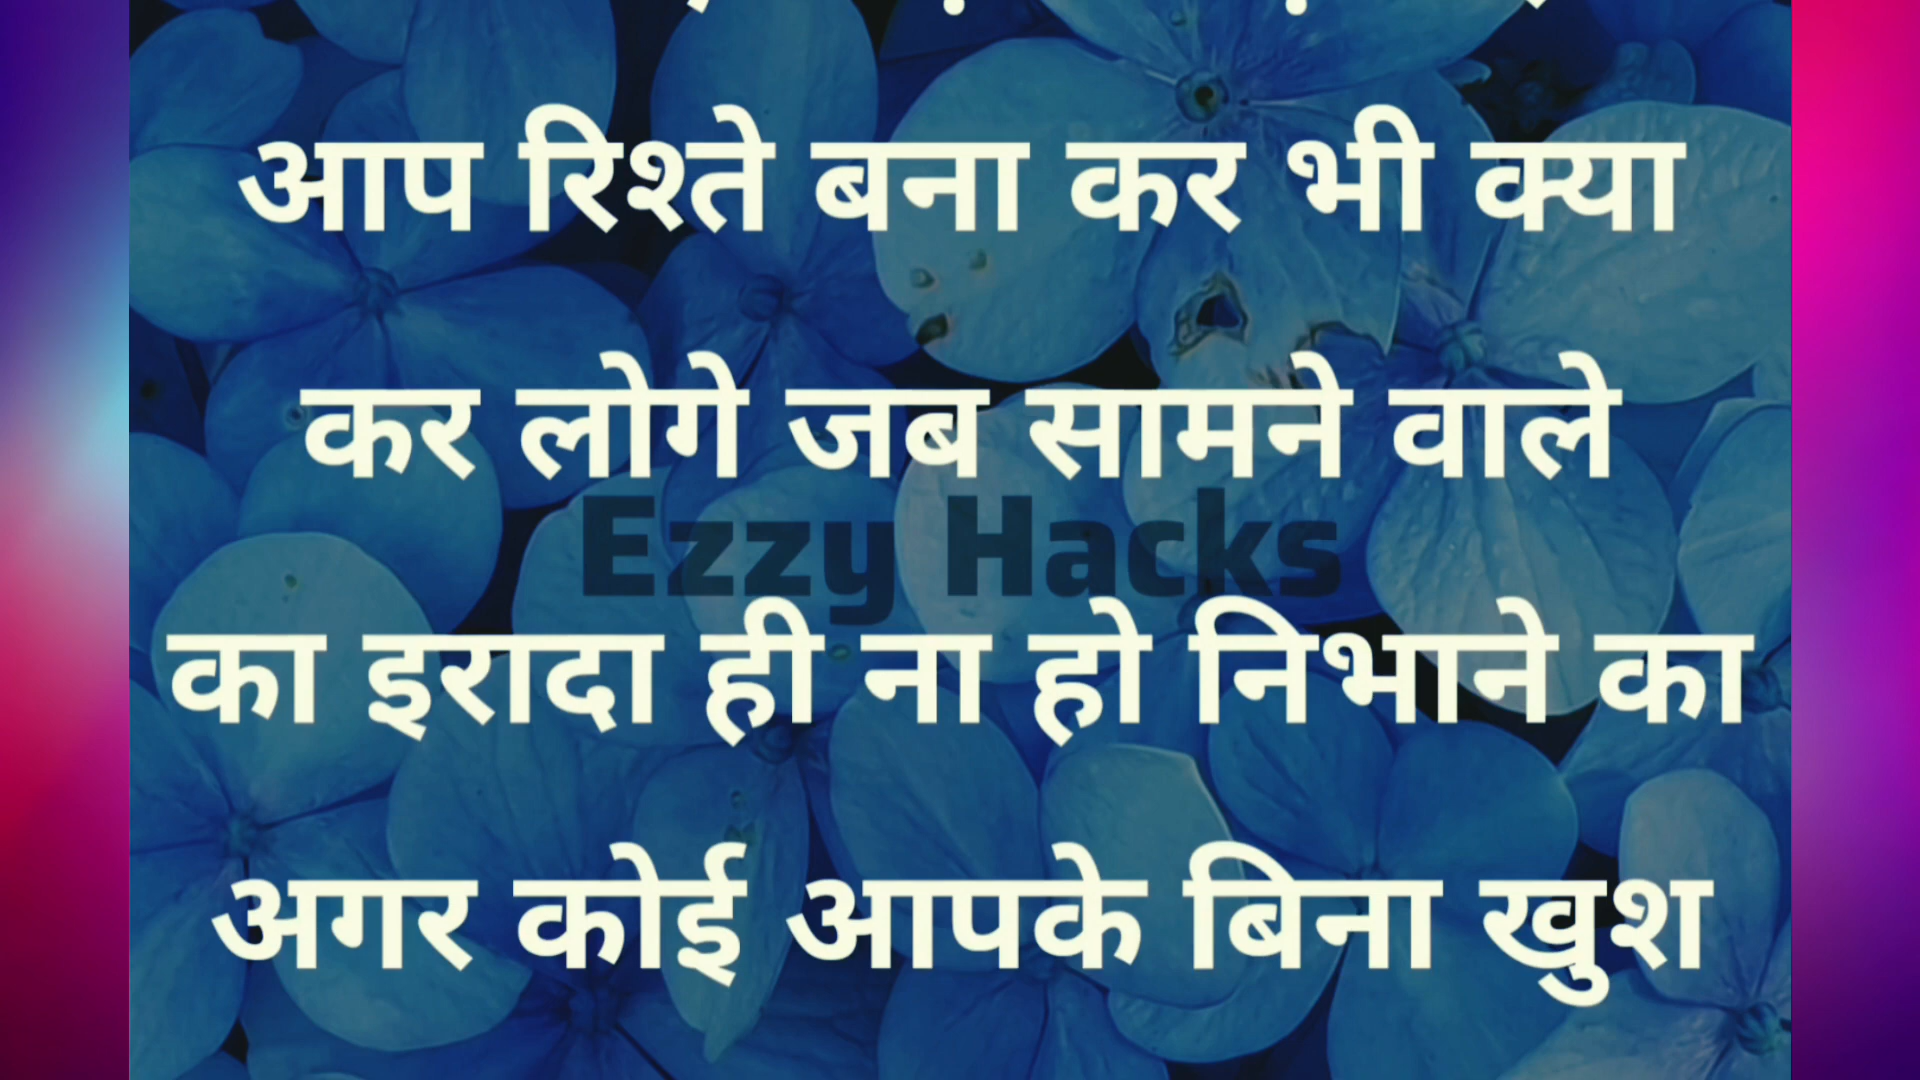 आप रिश्ते बना कर भी क्या
कर लोगे जब सामने वाले
Ezzy Hacks
का इरादा ही ना हो निभाने का
अगर कोई आपके बिना खुश